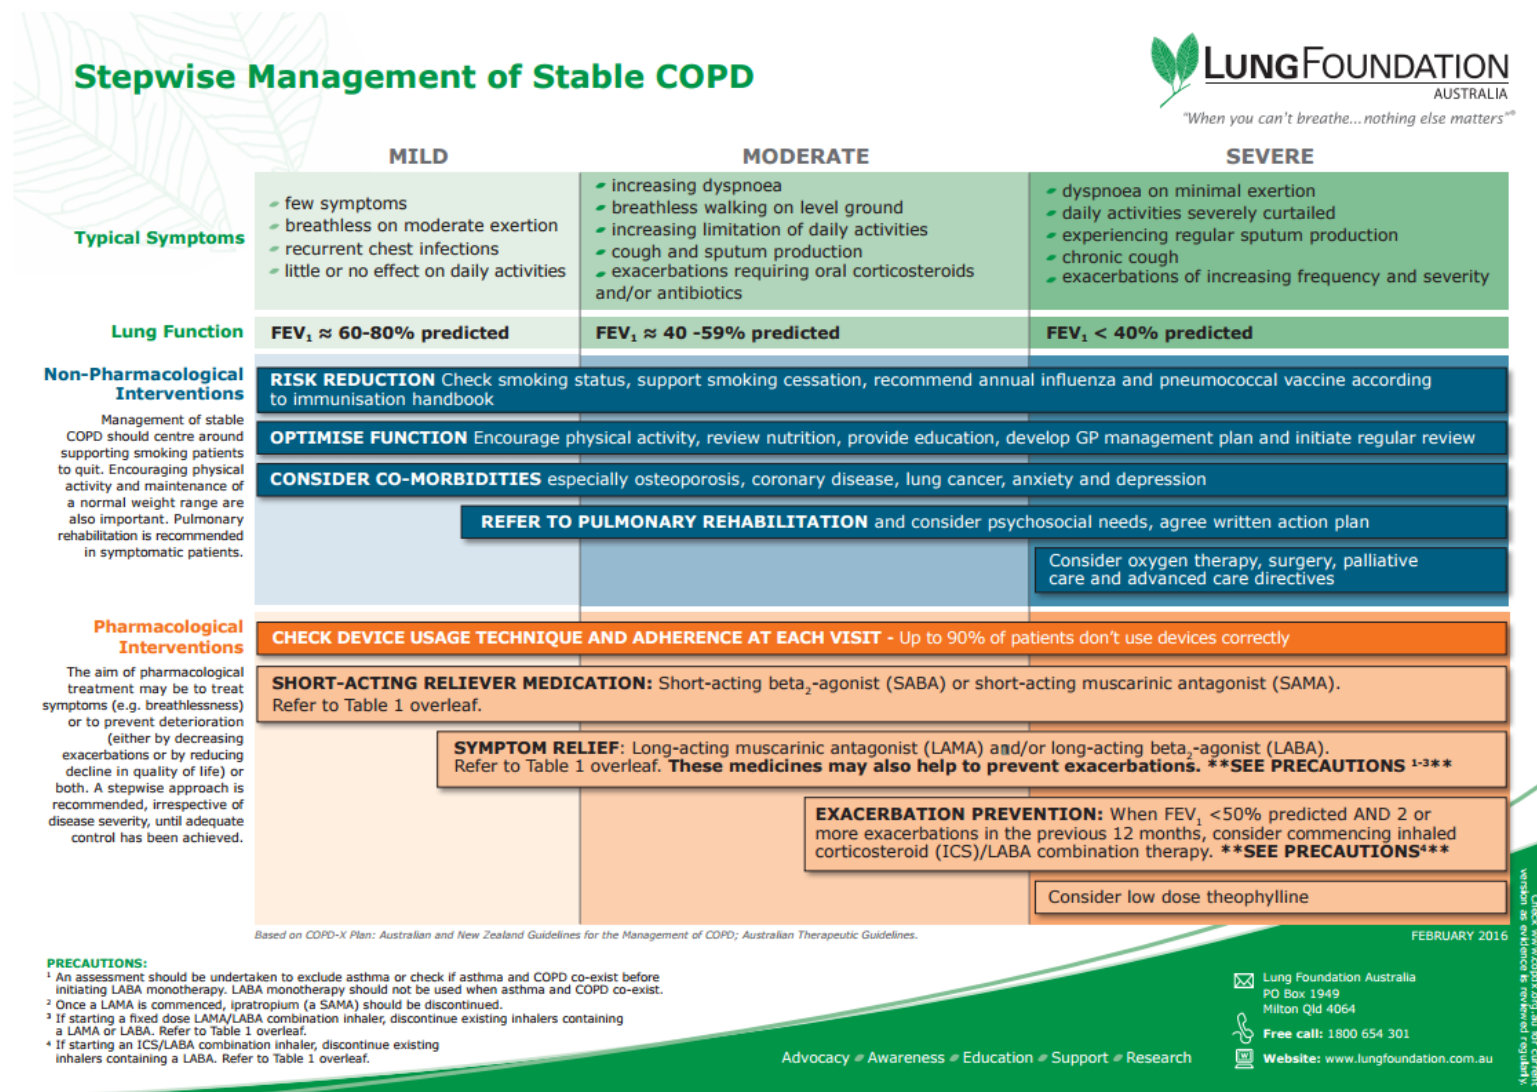 Stepwise Management of Stable COPD
LUNGFOUNDATION
AUSTRALIA
"When you can't breathe...nothing else matters"®
MILD
MODERATE
SEVERE
Typical Symptoms
few symptoms
breathless on moderate exertion
recurrent chest infections
little or no effect on daily activities
increasing dyspnoea
breathless walking on level ground
increasing limitation of daily activities
cough and sputum production
exacerbations requiring oral corticosteroids
and/or antibiotics
dyspnoea on minimal exertion
daily activities severely curtailed
experiencing regular sputum production
chronic cough
exacerbations of increasing frequency and severity
Lung Function
FEV₁ ≈ 60-80% predicted
FEV₁ ≈ 40 -59% predicted
FEV₁ < 40% predicted
Non-Pharmacological
Interventions
Management of stable
COPD should centre around
supporting smoking patients
to quit. Encouraging physical
activity and maintenance of
a normal weight range are
also important. Pulmonary
rehabilitation is recommended
in symptomatic patients.
RISK REDUCTION Check smoking status, support smoking cessation, recommend annual influenza and pneumococcal vaccine according
to immunisation handbook
OPTIMISE FUNCTION Encourage physical activity, review nutrition, provide education, develop GP management plan and initiate regular review
CONSIDER CO-MORBIDITIES especially osteoporosis, coronary disease, lung cancer, anxiety and depression
REFER TO PULMONARY REHABILITATION and consider psychosocial needs, agree written action plan
Consider oxygen therapy, surgery, palliative
care and advanced care directives
Pharmacological
Interventions
The aim of pharmacological
treatment may be to treat
symptoms (e.g. breathlessness)
or to prevent deterioration
(either by decreasing
exacerbations or by reducing
decline in quality of life) or
both. A stepwise approach is
recommended, irrespective of
disease severity, until adequate
control has been achieved.
CHECK DEVICE USAGE TECHNIQUE AND ADHERENCE AT EACH VISIT - Up to 90% of patients don't use devices correctly
SHORT-ACTING RELIEVER MEDICATION: Short-acting beta₂-agonist (SABA) or short-acting muscarinic antagonist (SAMA).
Refer to Table 1 overleaf.
SYMPTOM RELIEF: Long-acting muscarinic antagonist (LAMA) and/or long-acting beta₂-agonist (LABA).
Refer to Table 1 overleaf. These medicines may also help to prevent exacerbations. **SEE PRECAUTIONS ¹⁻³**
EXACERBATION PREVENTION: When FEV₁ <50% predicted AND 2 or
more exacerbations in the previous 12 months, consider commencing inhaled
corticosteroid (ICS)/LABA combination therapy. **SEE PRECAUTIONS⁴**
Consider low dose theophylline
Based on COPD-X Plan: Australian and New Zealand Guidelines for the Management of COPD; Australian Therapeutic Guidelines.
FEBRUARY 2016
PRECAUTIONS:
¹ An assessment should be undertaken to exclude asthma or check if asthma and COPD co-exist before
initiating LABA monotherapy. LABA monotherapy should not be used when asthma and COPD co-exist.
² Once a LAMA is commenced, ipratropium (a SAMA) should be discontinued.
³ If starting a fixed dose LAMA/LABA combination inhaler, discontinue existing inhalers containing
a LAMA or LABA. Refer to Table 1 overleaf.
⁴ If starting an ICS/LABA combination inhaler, discontinue existing
inhalers containing a LABA. Refer to Table 1 overleaf.
Advocacy Awareness Education Support Research
Lung Foundation Australia
PO Box 1949
Milton Qld 4064
Free call: 1800 654 301
Website: www.lungfoundation.com.au
version as evidence is reviewed regularly.